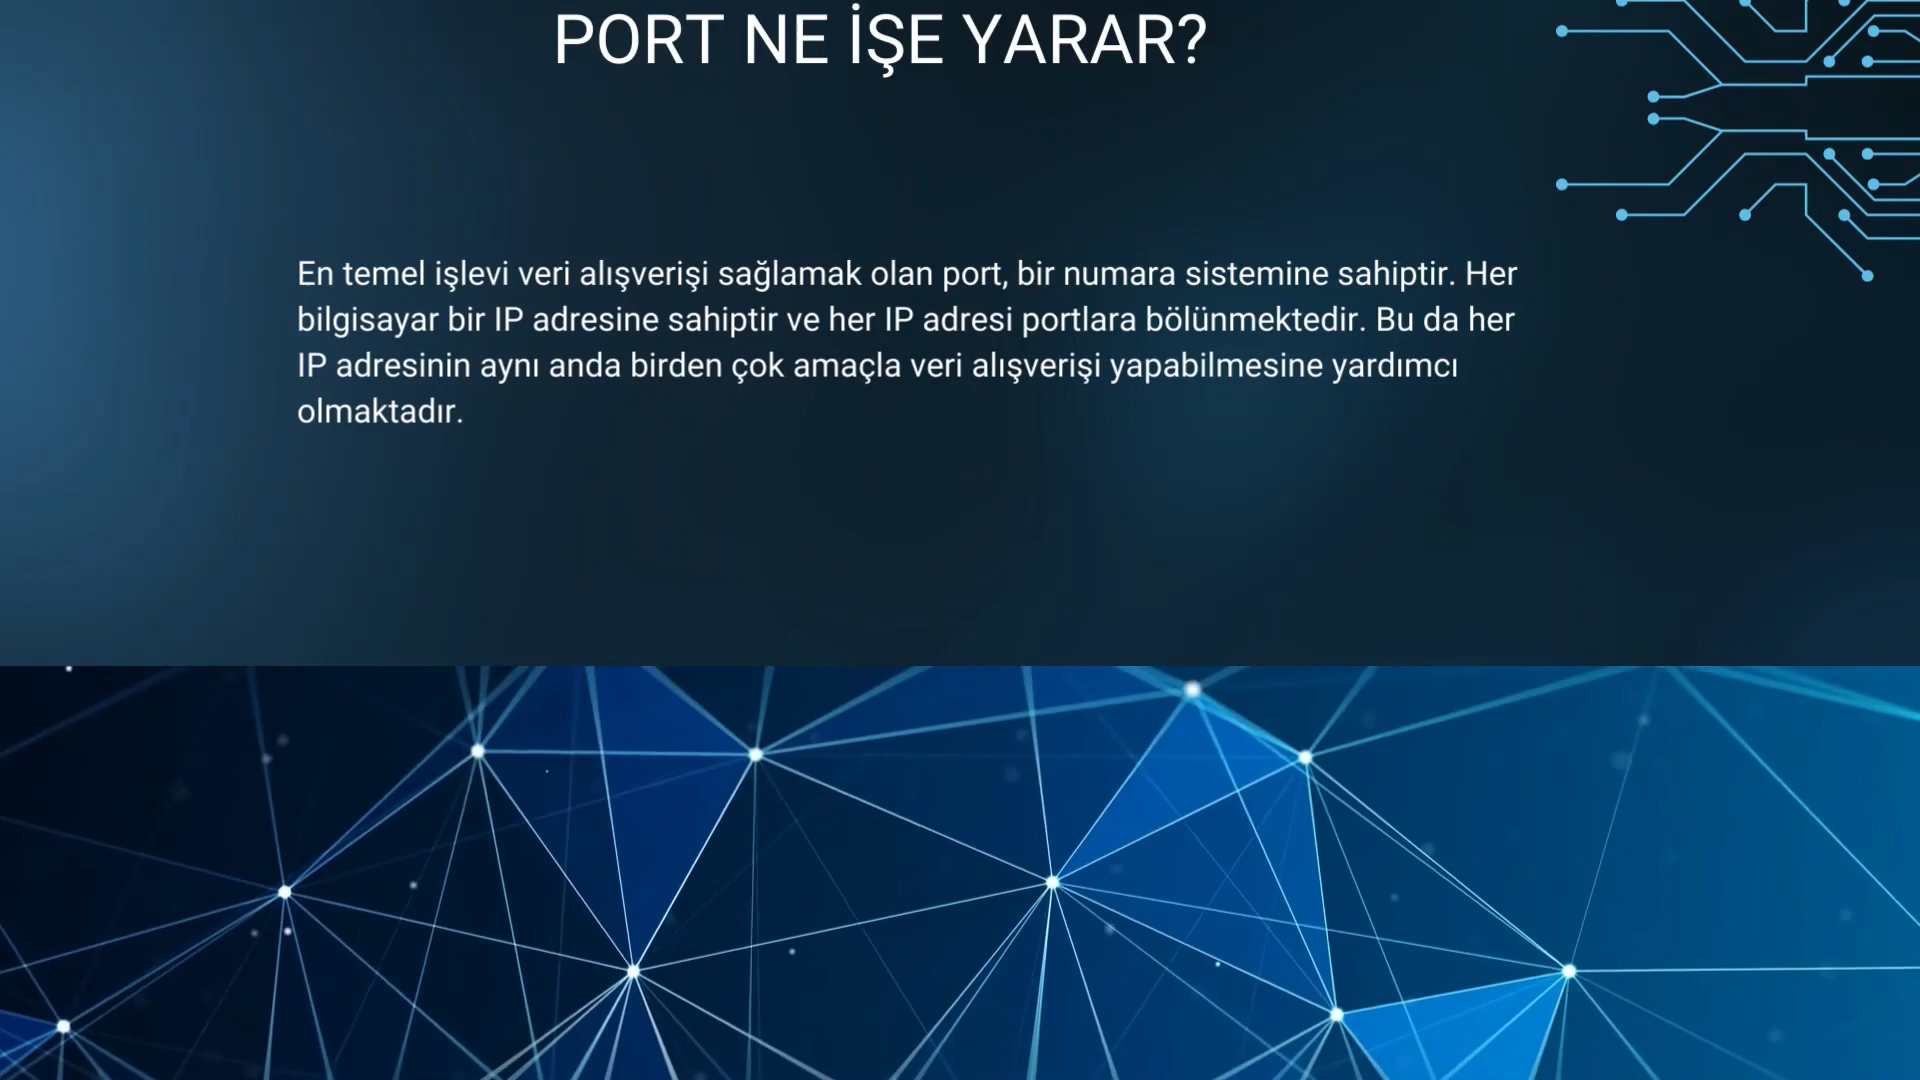 PORT NE İŞE YARAR?
En temel işlevi veri alışverişi sağlamak olan port, bir numara sistemine sahiptir. Her
bilgisayar bir IP adresine sahiptir ve her IP adresi portlara bölünmektedir. Bu da her
IP adresinin aynı anda birden çok amaçla veri alışverişi yapabilmesine yardımcı
olmaktadır.